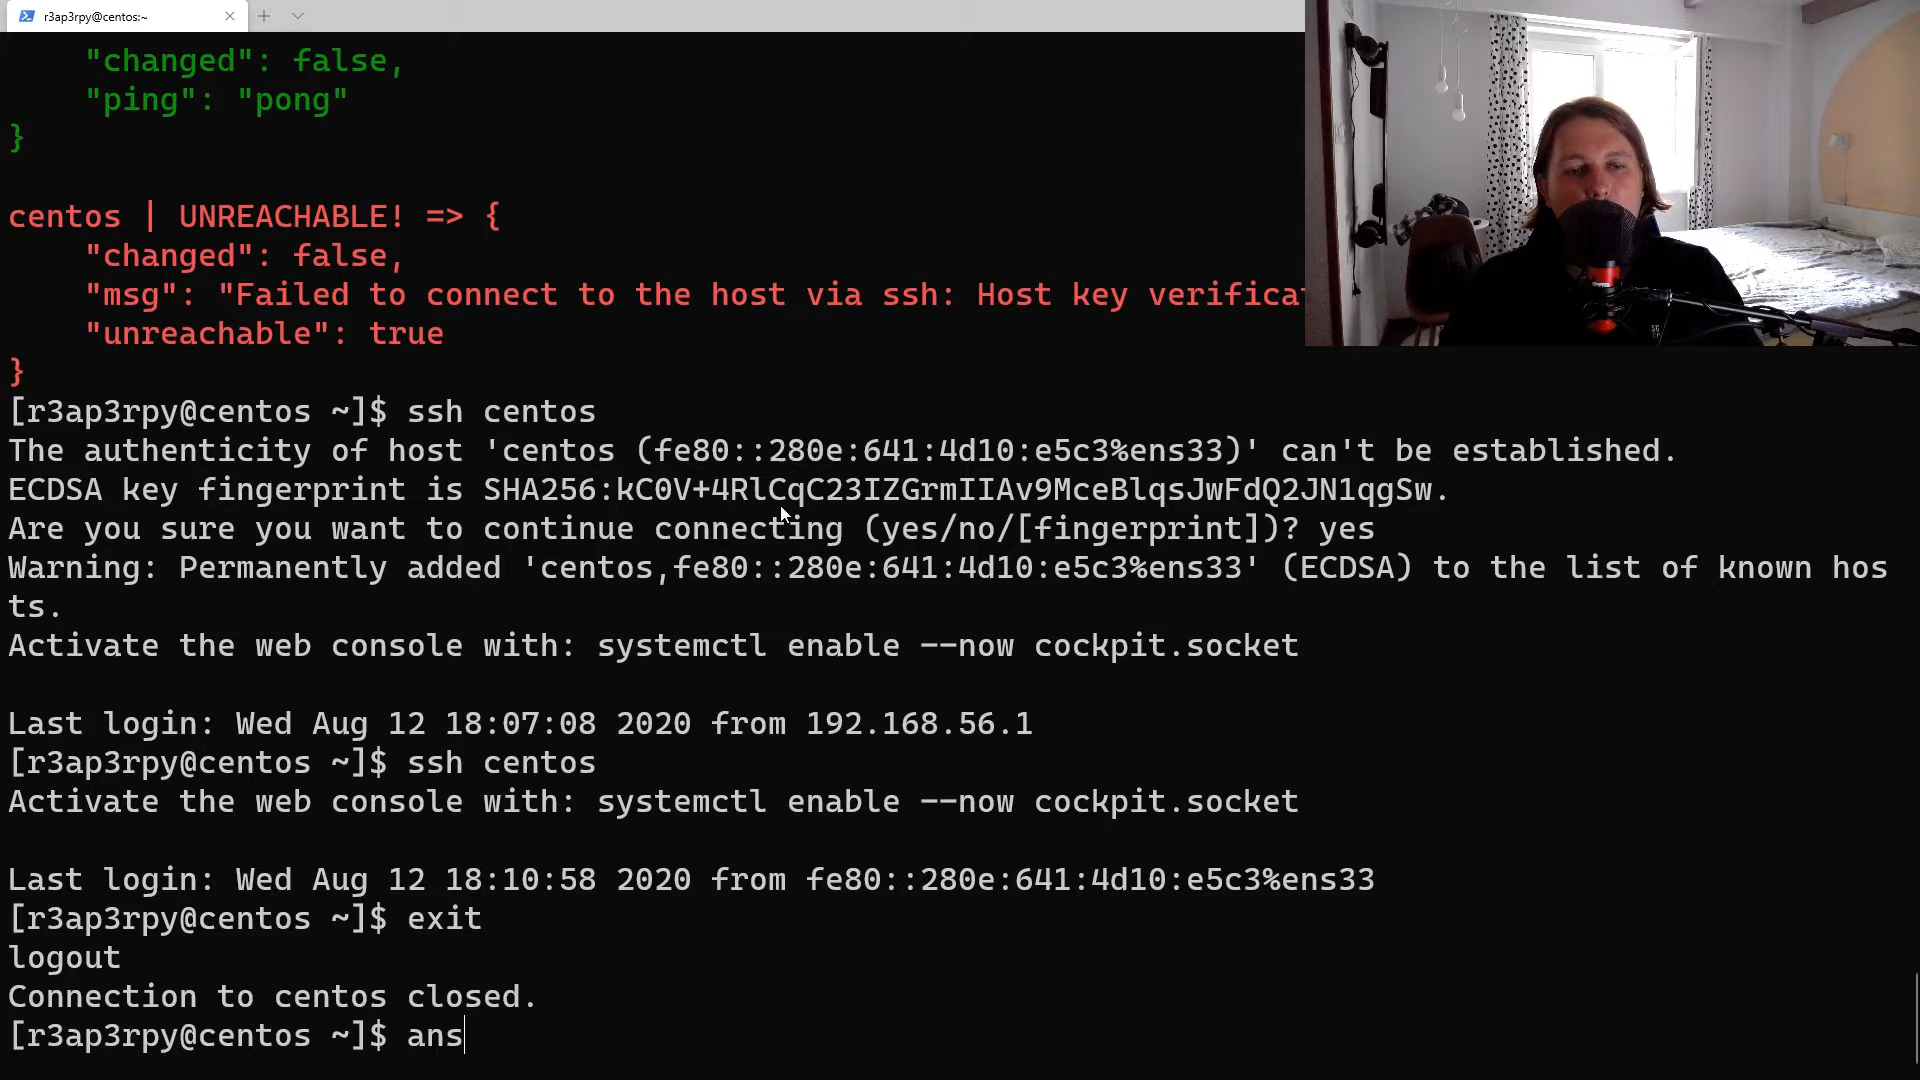 r3ap3rpy@centos:~
"changed": false,
"ping": "pong"
}
centos | UNREACHABLE! => {
"changed": false,
"msg": "Failed to connect to the host via ssh: Host key verificat
"unreachable": true
}
[r3ap3rpy@centos ~]$ ssh centos
The authenticity of host 'centos (fe80::280e:641:4d10:e5c3%ens33)' can't be established.
ECDSA key fingerprint is SHA256:kC0V+4RlCqC23IZGrmIIAv9MceBlqsJwFdQ2JN1qgSw.
Are you sure you want to continue connecting (yes/no/[fingerprint])? yes
Warning: Permanently added 'centos,fe80::280e:641:4d10:e5c3%ens33' (ECDSA) to the list of known hos
ts.
Activate the web console with: systemctl enable --now cockpit.socket
Last login: Wed Aug 12 18:07:08 2020 from 192.168.56.1
[r3ap3rpy@centos ~]$ ssh centos
Activate the web console with: systemctl enable --now cockpit.socket
Last login: Wed Aug 12 18:10:58 2020 from fe80::280e:641:4d10:e5c3%ens33
[r3ap3rpy@centos ~]$ exit
logout
Connection to centos closed.
[r3ap3rpy@centos ~]$ ans